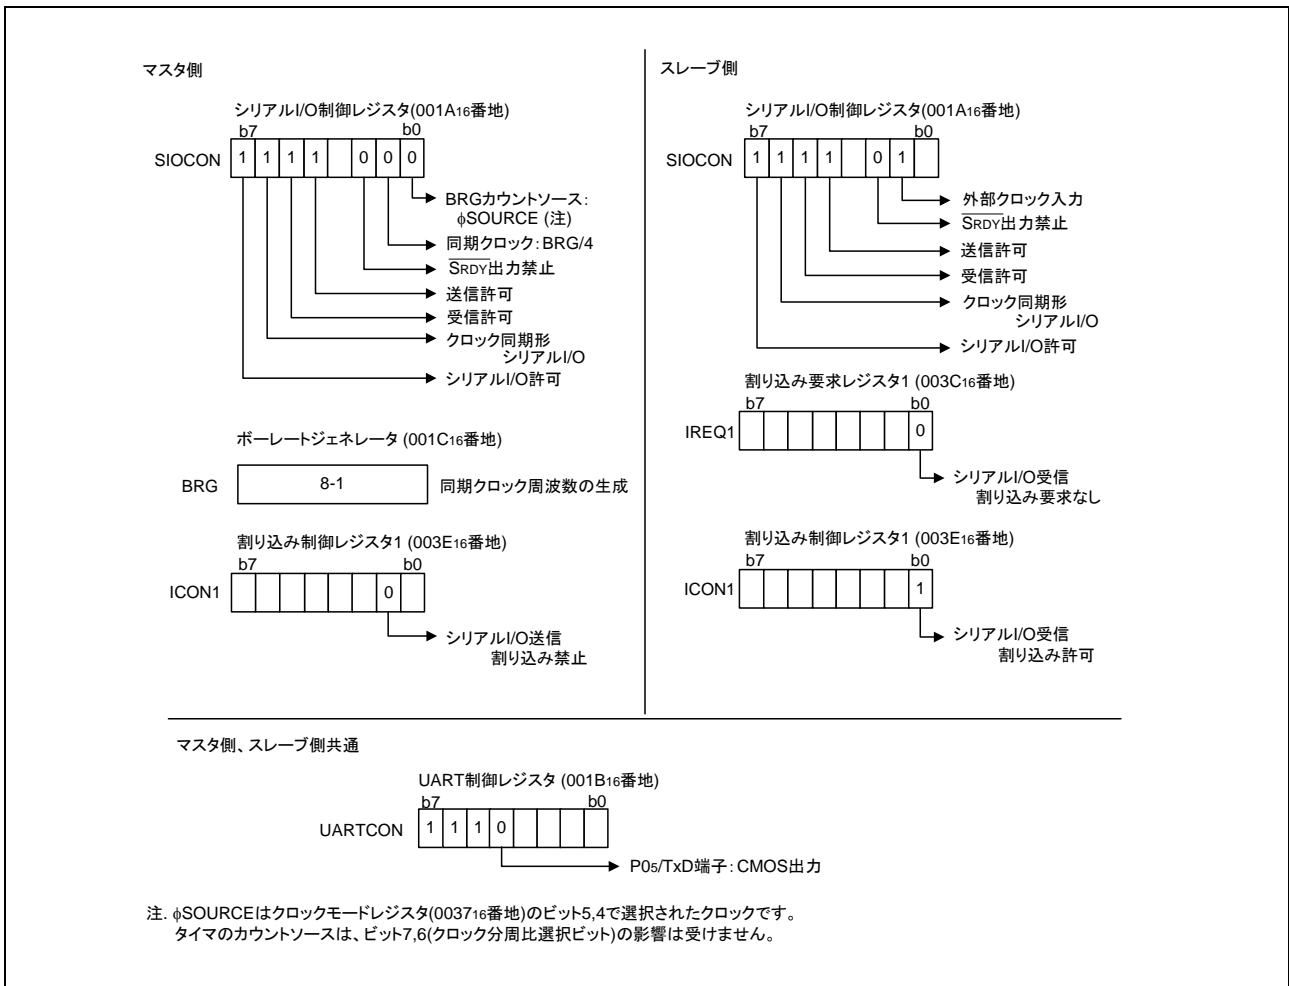 マスタ側
シリアルI/O制御レジスタ(001A16番地)
b7 b0
SIOCON 1 1 1 1 0 0 0
BRGカウントソース:
φSOURCE (注)
同期クロック: BRG/4
SRDY出力禁止
送信許可
受信許可
クロック同期形
シリアルI/O
シリアルI/O許可
ボーレートジェネレータ (001C16番地)
BRG 8-1 同期クロック周波数の生成
割り込み制御レジスタ1 (003E16番地)
b7 b0
ICON1 0
シリアルI/O送信
割り込み禁止
スレーブ側
シリアルI/O制御レジスタ(001A16番地)
b7 b0
SIOCON 1 1 1 1 0 1
外部クロック入力
SRDY出力禁止
送信許可
受信許可
クロック同期形
シリアルI/O
シリアルI/O許可
割り込み要求レジスタ1 (003C16番地)
b7 b0
IREQ1 0
シリアルI/O受信
割り込み要求なし
割り込み制御レジスタ1 (003E16番地)
b7 b0
ICON1 1
シリアルI/O受信
割り込み許可
マスタ側、スレーブ側共通
UART制御レジスタ (001B16番地)
b7 b0
UARTCON 1 1 1 0
P05/TxD端子: CMOS出力
注. φSOURCEはクロックモードレジスタ(003716番地)のビット5,4で選択されたクロックです。
タイマのカウントソースは、ビット7,6(クロック分周比選択ビット)の影響は受けません。